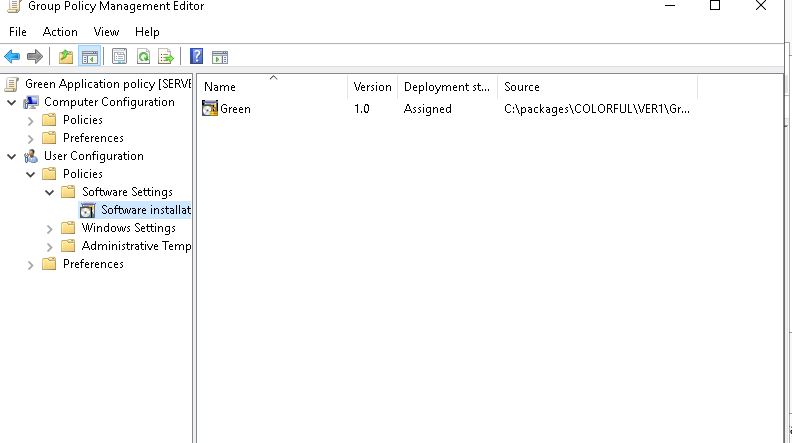 Group Policy Management Editor
File Action View Help
Green Application policy [SERVE
Computer Configuration
Policies
Preferences
User Configuration
Policies
Software Settings
Software installat
Windows Settings
Administrative Temp
Preferences
Name Version Deployment st... Source
Green 1.0 Assigned C:\packages\COLORFUL\VER1\Gr...